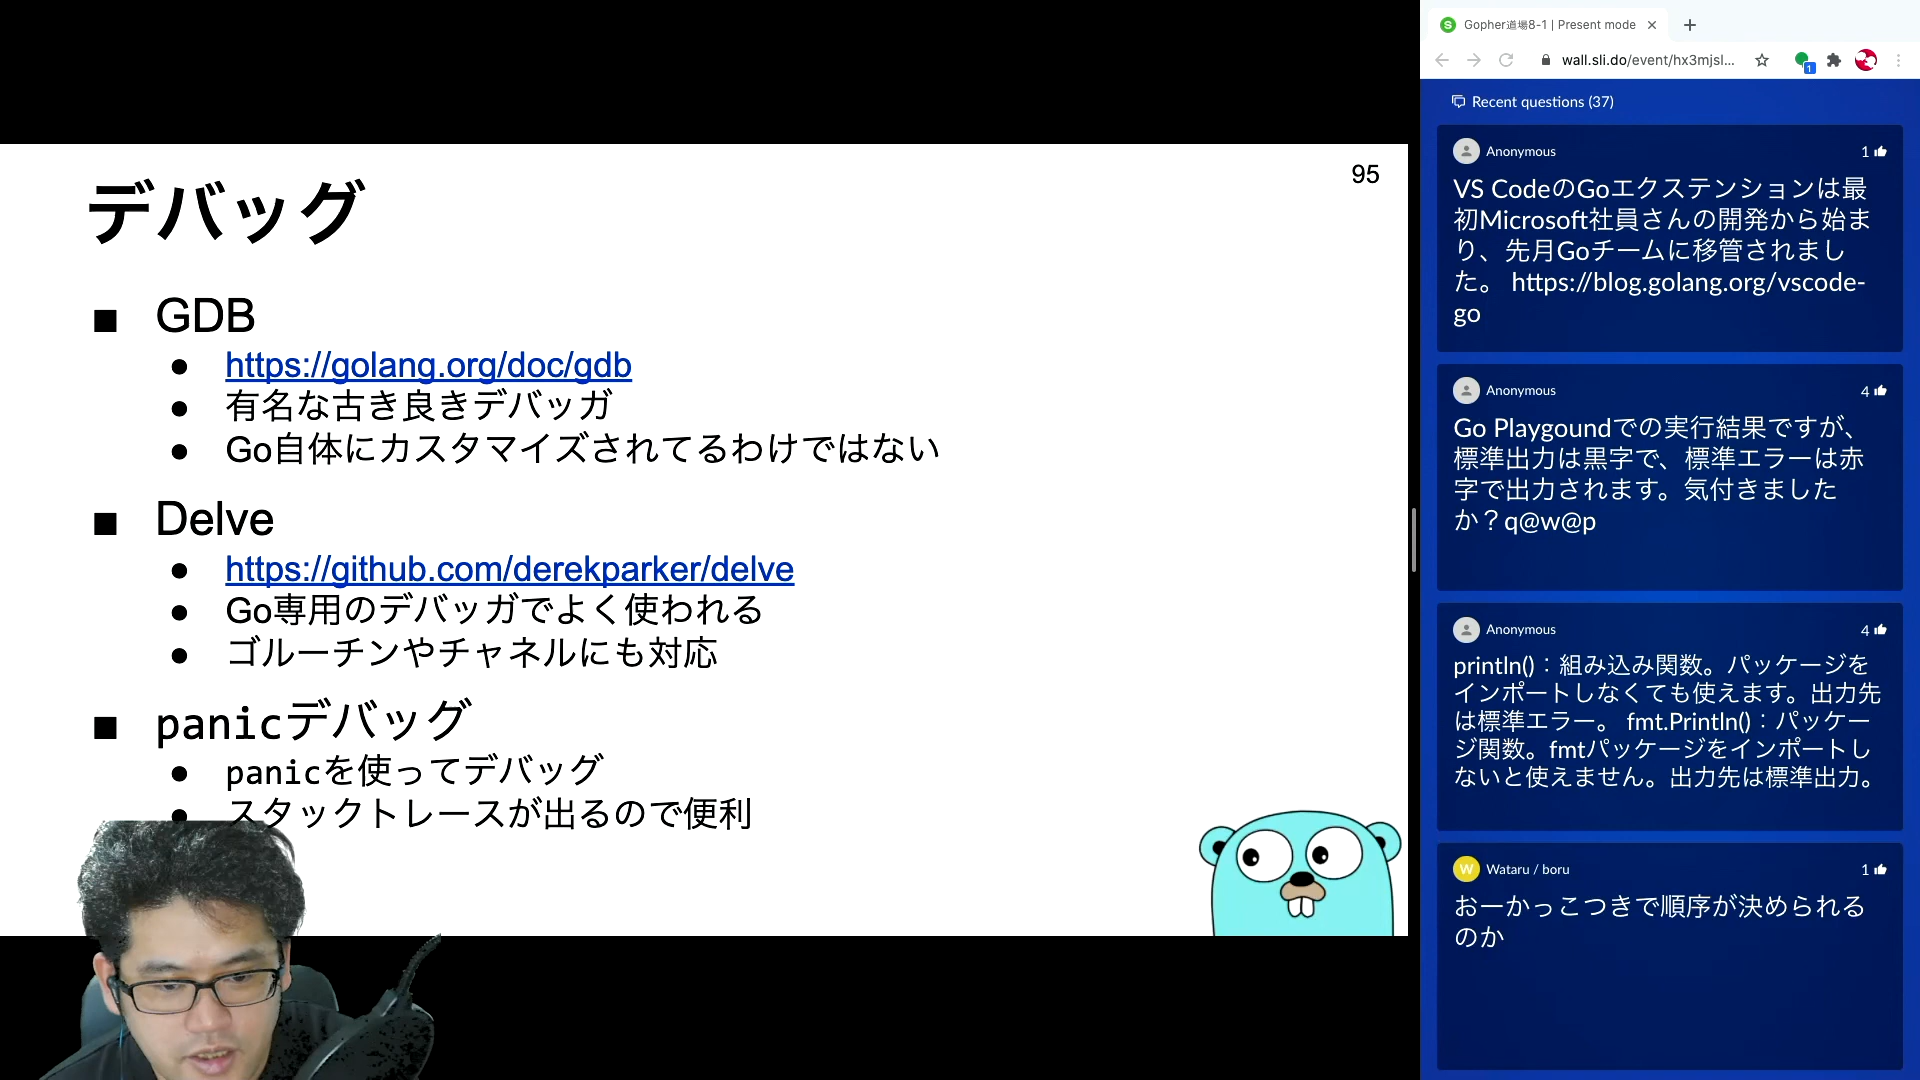 95
デバッグ
■ GDB
● https://golang.org/doc/gdb
● 有名な古き良きデバッガ
● Go自体にカスタマイズされてるわけではない
■ Delve
● https://github.com/derekparker/delve
● Go専用のデバッガでよく使われる
● ゴルーチンやチャネルにも対応
■ panicデバッグ
● panicを使ってデバッグ
● スタックトレースが出るので便利
S Gopher道場8-1 | Present mode
wall.sli.do/event/hx3mjsl...
1
Recent questions (37)
Anonymous 1
VS CodeのGoエクステンションは最
初Microsoft社員さんの開発から始ま
り、先月Goチームに移管されまし
た。 https://blog.golang.org/vscode-
go
Anonymous 4
Go Playgoundでの実行結果ですが、
標準出力は黒字で、標準エラーは赤
字で出力されます。気付きました
か？q@w@p
Anonymous 4
println()：組み込み関数。パッケージを
インポートしなくても使えます。出力先
は標準エラー。 fmt.Println()：パッケー
ジ関数。fmtパッケージをインポートし
ないと使えません。出力先は標準出力。
W Wataru / boru 1
おーかっこつきで順序が決められる
のか